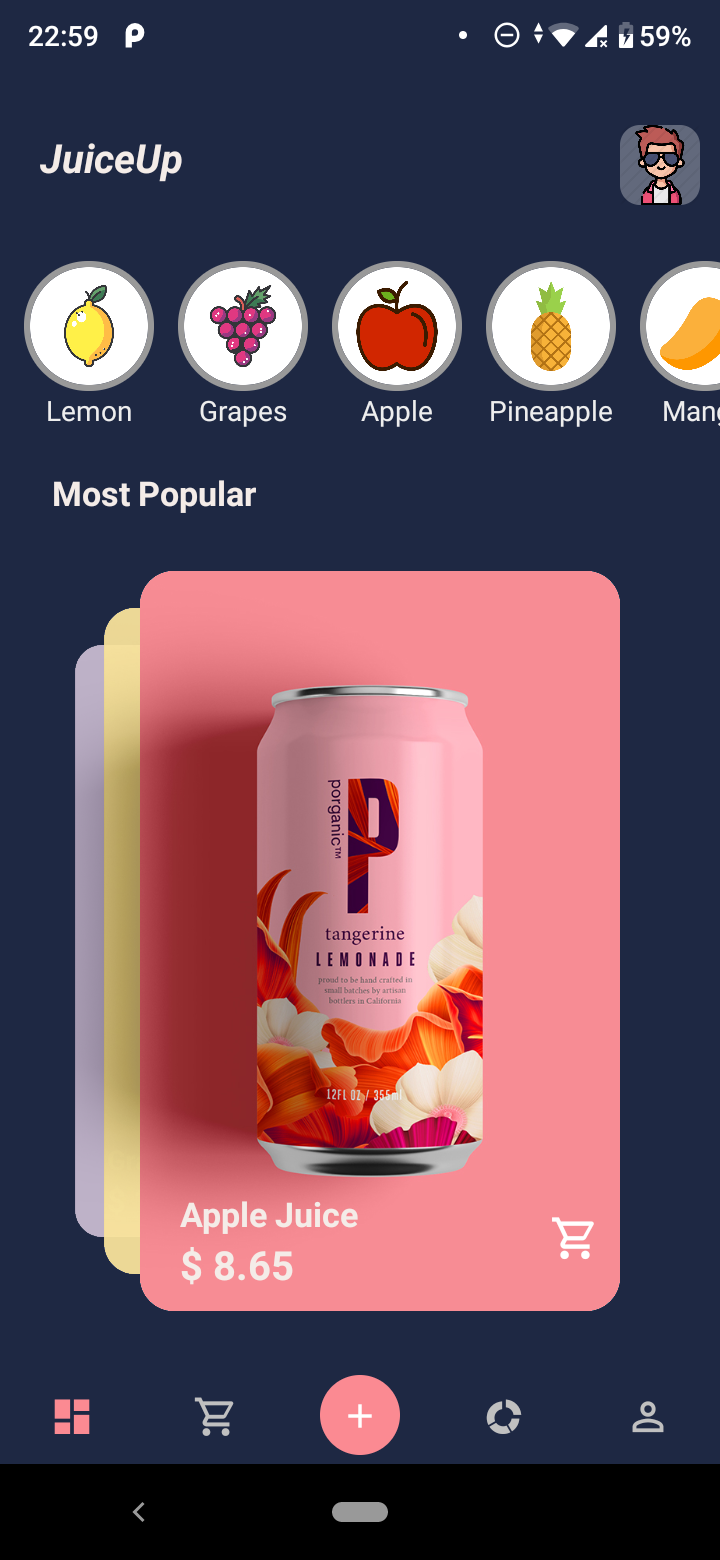 22:59
59%
JuiceUp
Lemon
Grapes
Apple
Pineapple
Mang
Most Popular
porganic™
P
tangerine
LEMONADE
proud to be hand crafted in
small batches by artisan
bottlers in California
12FL OZ / 355ml
Apple Juice
$ 8.65